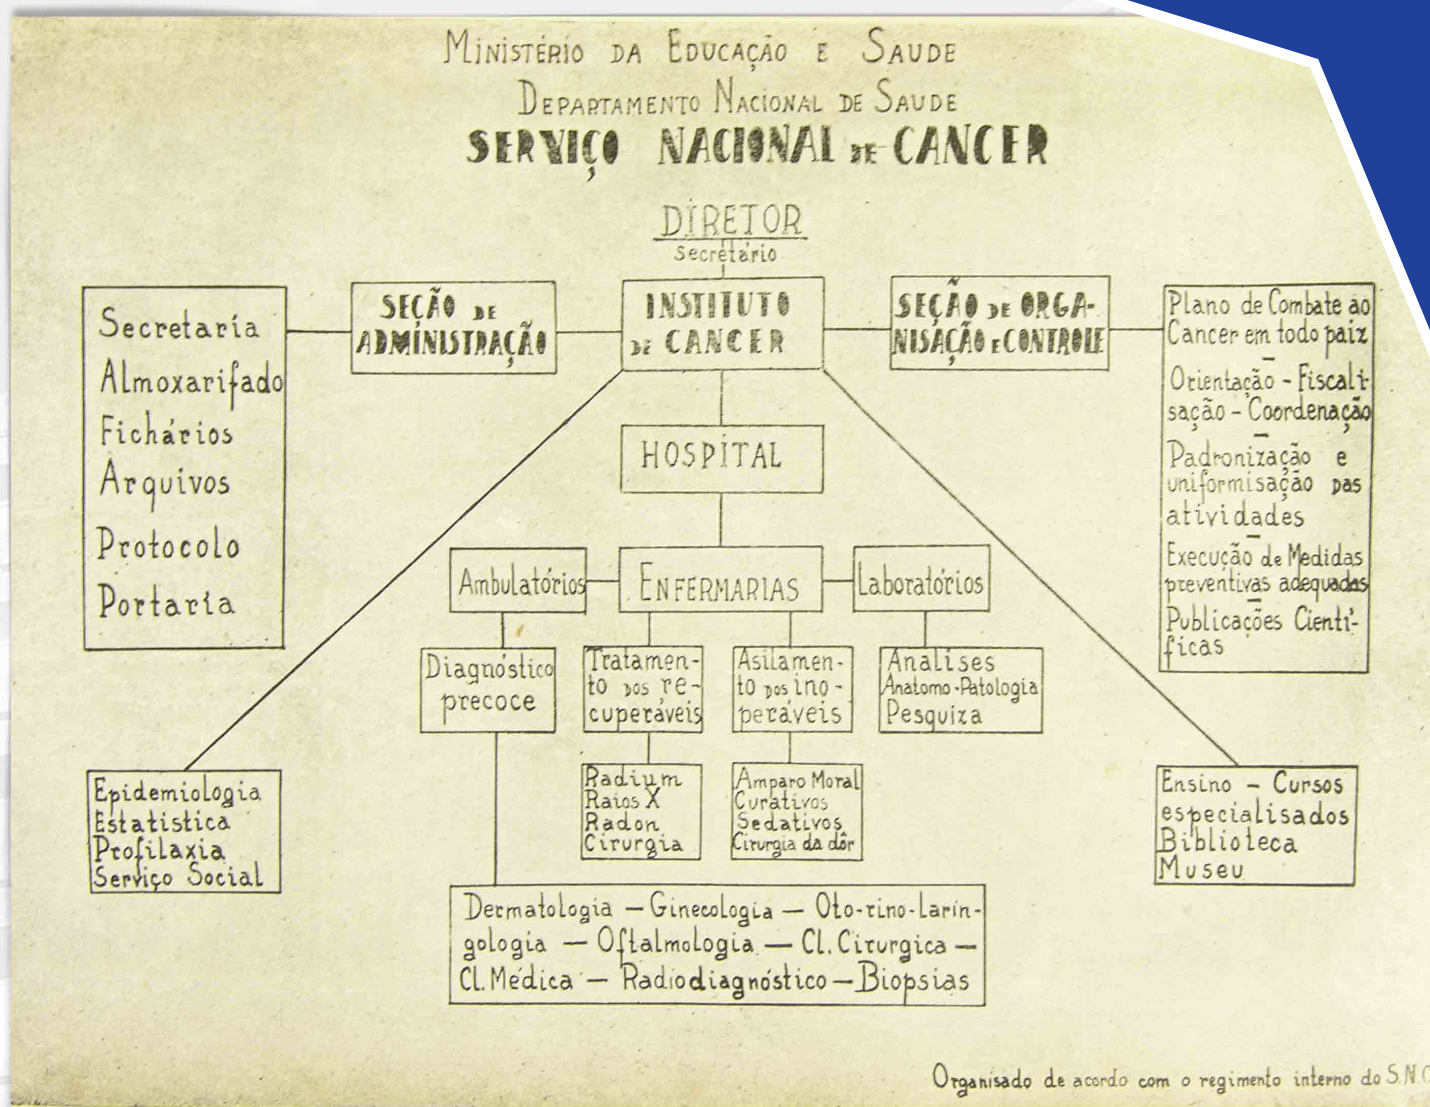 MINISTÉRIO DA EDUCAÇÃO E SAUDE
DEPARTAMENTO NACIONAL DE SAUDE
SERVIÇO NACIONAL DE CANCER
DIRETOR
Secretário
Secretaria
Almoxarifado
Fichários
Arquivos
Protocolo
Portaria
SEÇÃO DE
ADMINISTRAÇÃO
INSTITUTO
DE CANCER
SEÇÃO DE ORGA-
NISAÇÃO E CONTROLE
Plano de Combate ao
Cancer em todo paiz
Orientação - Fiscali-
sação - Coordenação
Padronização e
uniformisação DAS
atividades
Execução de Medidas
preventivas adequadas
Publicações Cientí-
ficas
HOSPITAL
Ambulatórios
ENFERMARIAS
Laboratórios
Diagnóstico
precoce
Tratamen-
to DOS re-
cuperáveis
Asilamen-
to DOS ino-
peráveis
Analises
Anatomo-Patologia
Pesquiza
Radium
Raios X
Radon
Cirurgia
Amparo Moral
Curativos
Sedativos
Cirurgia da dôr
Epidemiologia
Estatistica
Profilaxia
Serviço Social
Ensino - Cursos
especialisados
Biblioteca
Museu
Dermatologia — Ginecologia — Oto-rino-larin-
gologia — Oftalmologia — Cl. Cirurgica —
Cl. Médica — Radiodiagnóstico — Biopsias
Organisado de acordo com o regimento interno do S.N.C